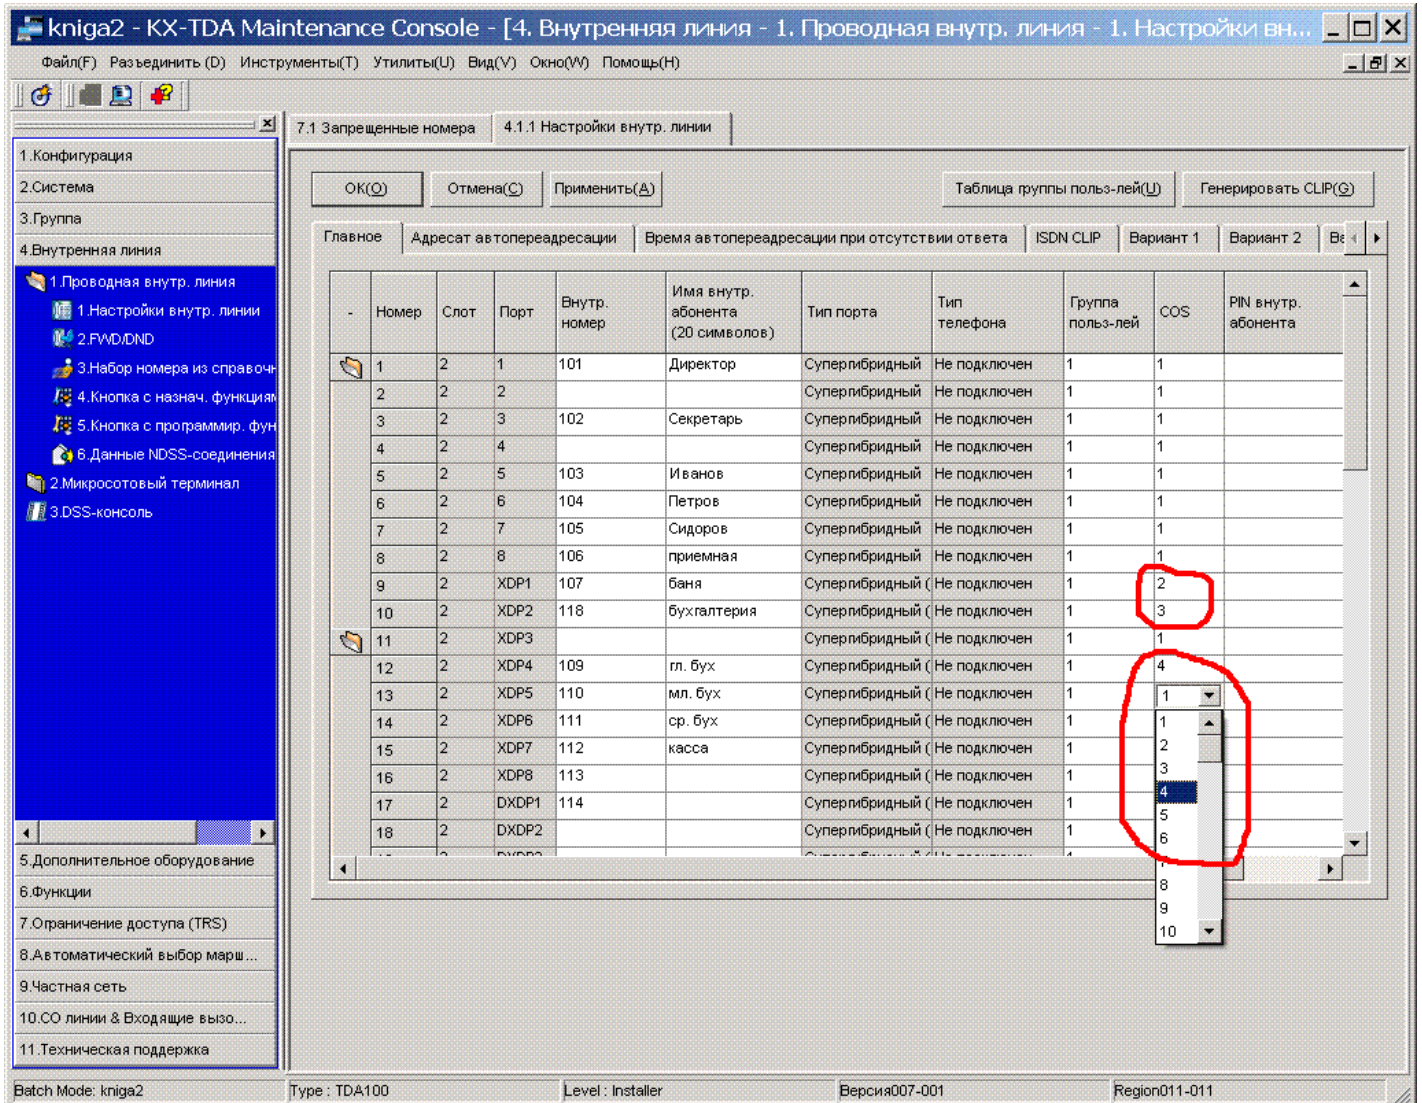 kniga2 - KX-TDA Maintenance Console - [4. Внутренняя линия - 1. Проводная внутр. линия - 1. Настройки вн...
Файл(F) Разъединить (D) Инструменты(T) Утилиты(U) Вид(V) Окно(W) Помощь(H)
7.1 Запрещенные номера 4.1.1 Настройки внутр. линии
1.Конфигурация
2.Система
3.Группа
4.Внутренняя линия
1.Проводная внутр. линия
1.Настройки внутр. линии
2.FWD/DND
3.Набор номера из справочн
4.Кнопка с назнач. функциям
5.Кнопка с программир. фун
6.Данные NDSS-соединения
2.Микросотовый терминал
3.DSS-консоль
5.Дополнительное оборудование
6.Функции
7.Ограничение доступа (TRS)
8.Автоматический выбор марш...
9.Частная сеть
10.CO линии & Входящие вызо...
11.Техническая поддержка
OK(O) Отмена(C) Применить(A) Таблица группы польз-лей(U) Генерировать CLIP(G)
Главное Адресат автопереадресации Время автопереадресации при отсутствии ответа ISDN CLIP Вариант 1 Вариант 2 Ва
- Номер Слот Порт Внутр. номер Имя внутр. абонента (20 символов) Тип порта Тип телефона Группа польз-лей COS PIN внутр. абонента
1 2 1 101 Директор Супергибридный Не подключен 1 1
2 2 2 Супергибридный Не подключен 1 1
3 2 3 102 Секретарь Супергибридный Не подключен 1 1
4 2 4 Супергибридный Не подключен 1 1
5 2 5 103 Иванов Супергибридный Не подключен 1 1
6 2 6 104 Петров Супергибридный Не подключен 1 1
7 2 7 105 Сидоров Супергибридный Не подключен 1 1
8 2 8 106 приемная Супергибридный Не подключен 1 1
9 2 XDP1 107 баня Супергибридный ( Не подключен 1 2
10 2 XDP2 118 бухгалтерия Супергибридный ( Не подключен 1 3
11 2 XDP3 Супергибридный ( Не подключен 1 1
12 2 XDP4 109 гл. бух Супергибридный ( Не подключен 1 4
13 2 XDP5 110 мл. бух Супергибридный ( Не подключен 1 1
14 2 XDP6 111 ср. бух Супергибридный ( Не подключен 1
15 2 XDP7 112 касса Супергибридный ( Не подключен 1
16 2 XDP8 113 Супергибридный ( Не подключен 1
17 2 DXDP1 114 Супергибридный ( Не подключен 1
18 2 DXDP2 Супергибридный ( Не подключен 1
1
2
3
4
5
6
7
8
9
10
Batch Mode: kniga2 Type : TDA100 Level : Installer Версия007-001 Region011-011